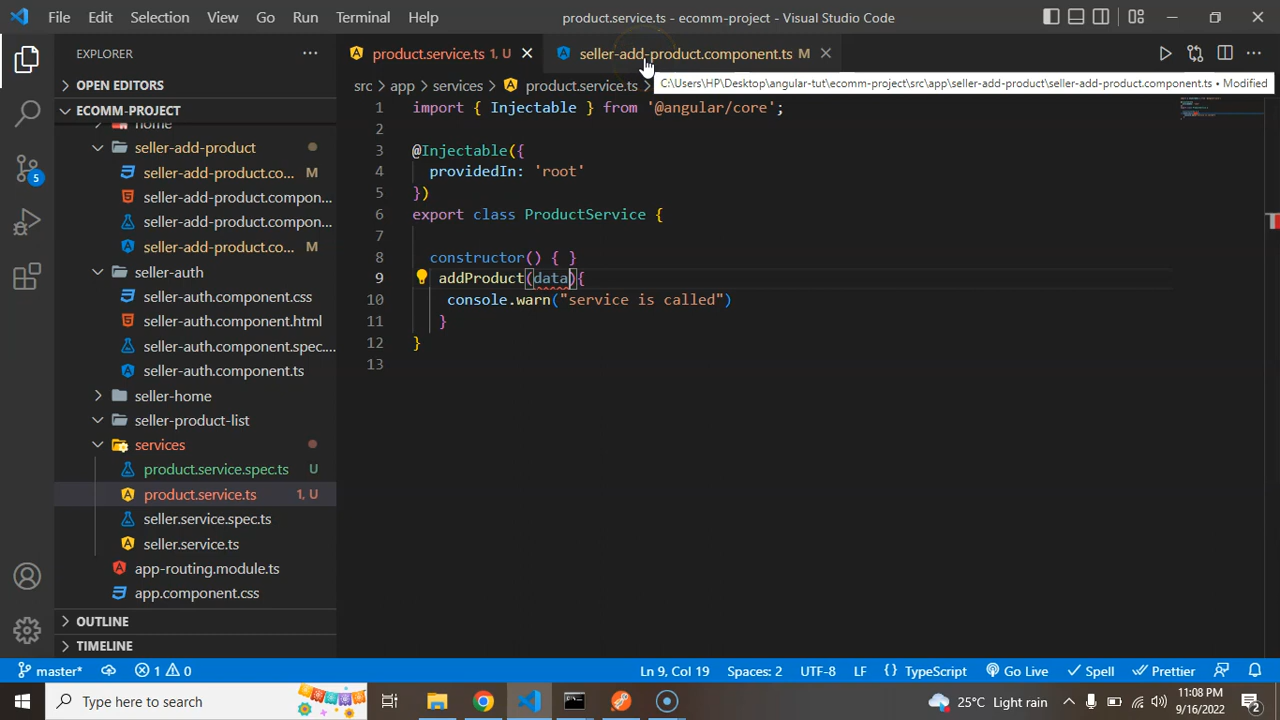 File Edit Selection View Go Run Terminal Help
product.service.ts - ecomm-project - Visual Studio Code
EXPLORER
OPEN EDITORS
ECOMM-PROJECT
home
seller-add-product
seller-add-product.co... M
seller-add-product.compon...
seller-add-product.compon...
seller-add-product.co... M
seller-auth
seller-auth.component.css
seller-auth.component.html
seller-auth.component.spec....
seller-auth.component.ts
seller-home
seller-product-list
services
product.service.spec.ts U
product.service.ts 1, U
seller.service.spec.ts
seller.service.ts
app-routing.module.ts
app.component.css
OUTLINE
TIMELINE
5
product.service.ts 1, U
seller-add-product.component.ts M
src app services product.service.ts
C:\Users\HP\Desktop\angular-tut\ecomm-project\src\app\seller-add-product\seller-add-product.component.ts • Modified
1 import { Injectable } from '@angular/core';
2
3 @Injectable({
4 providedIn: 'root'
5 })
6 export class ProductService {
7
8 constructor() { }
9 addProduct(data){
10 console.warn("service is called")
11 }
12 }
13
master* 1 0 Ln 9, Col 19 Spaces: 2 UTF-8 LF { } TypeScript Go Live Spell Prettier
Type here to search
25°C Light rain
11:08 PM
9/16/2022
2